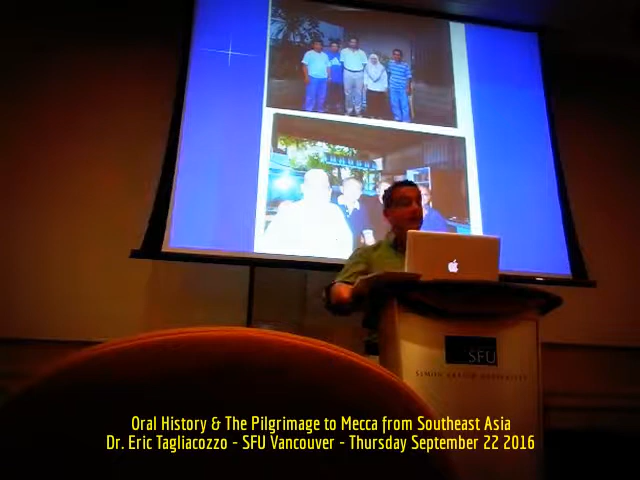 SFU
SIMON FRASER UNIVERSITY
Oral History & The Pilgrimage to Mecca from Southeast Asia
Dr. Eric Tagliacozzo - SFU Vancouver - Thursday September 22 2016